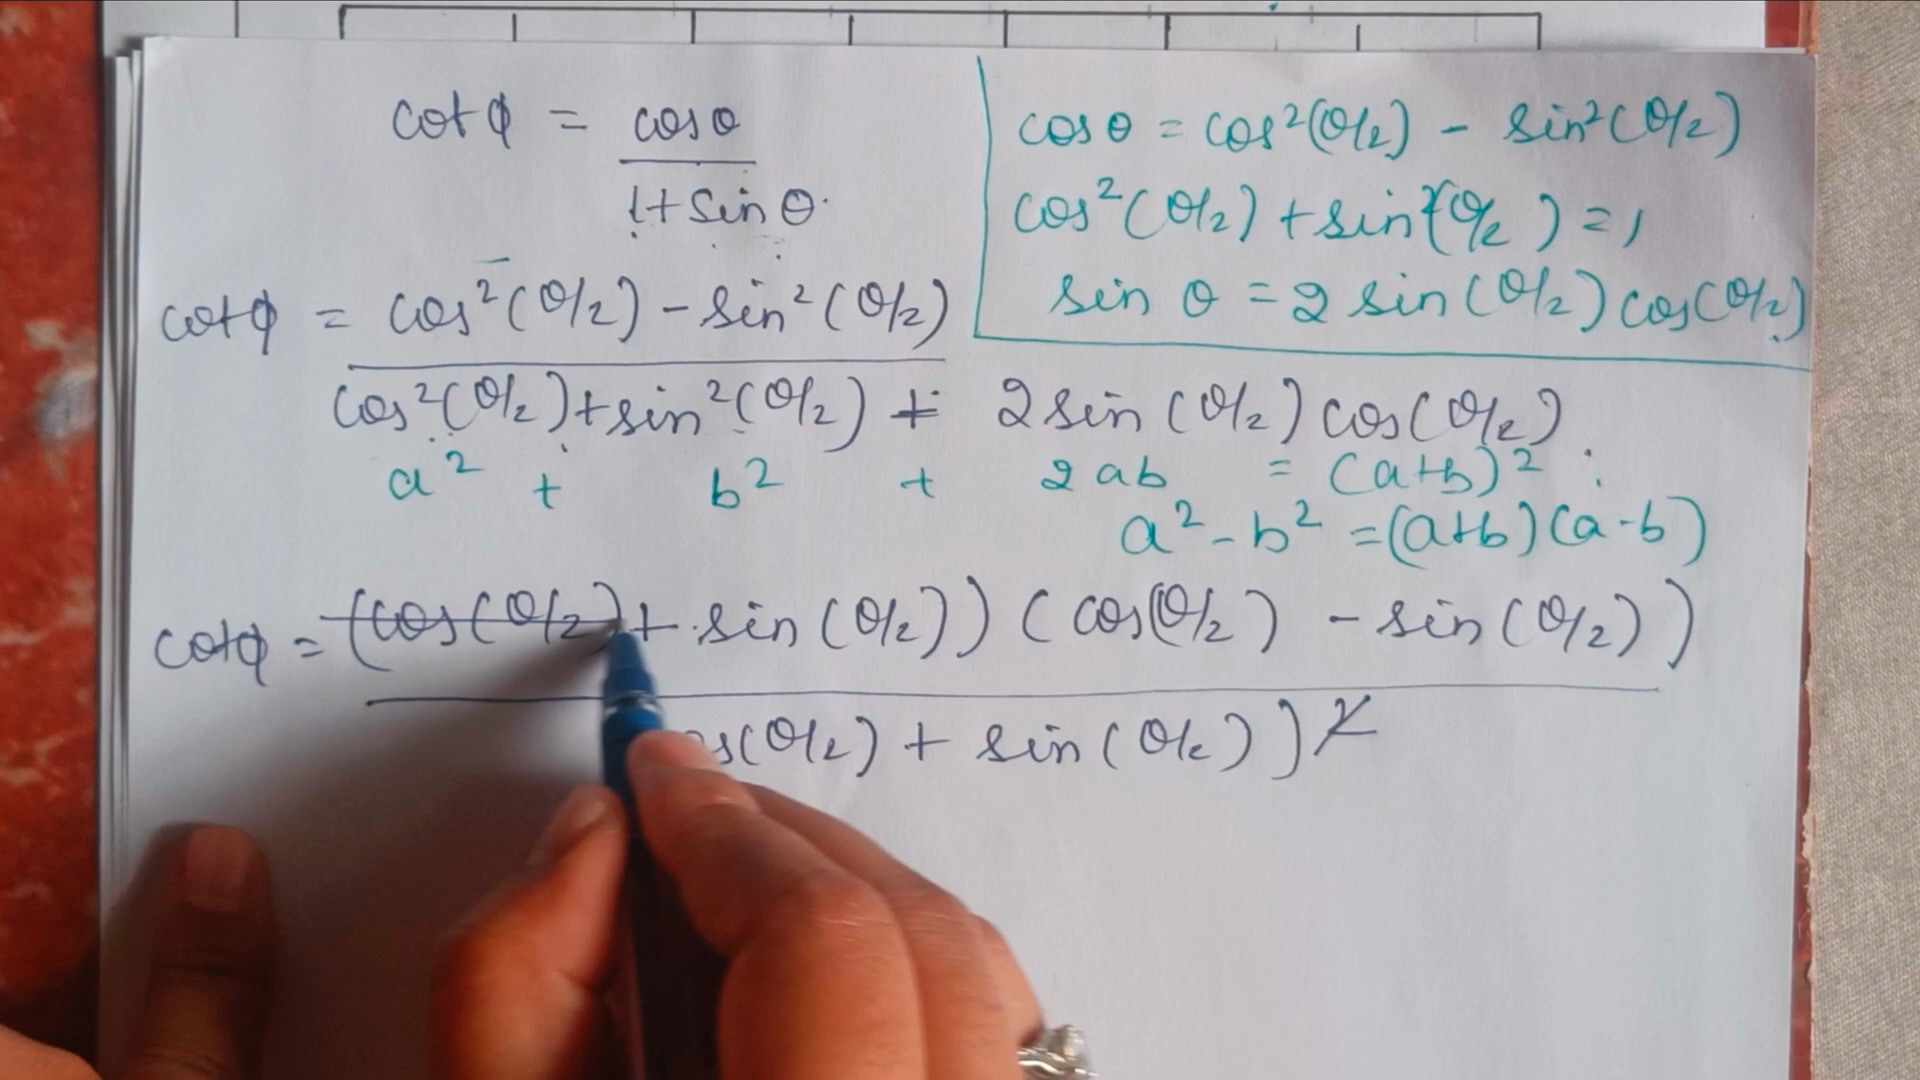 cot φ = cos θ
1 + sin θ
cos θ = cos²(θ/2) - sin²(θ/2)
cos²(θ/2) + sin²(θ/2) = 1
sin θ = 2 sin(θ/2) cos(θ/2)
cot φ = cos²(θ/2) - sin²(θ/2)
cos²(θ/2) + sin²(θ/2) + 2 sin(θ/2) cos(θ/2)
a² + b² + 2ab = (a+b)²
a² - b² = (a+b)(a-b)
cot φ = (cos(θ/2) + sin(θ/2)) (cos(θ/2) - sin(θ/2))
(θ/2) + sin(θ/2)]2